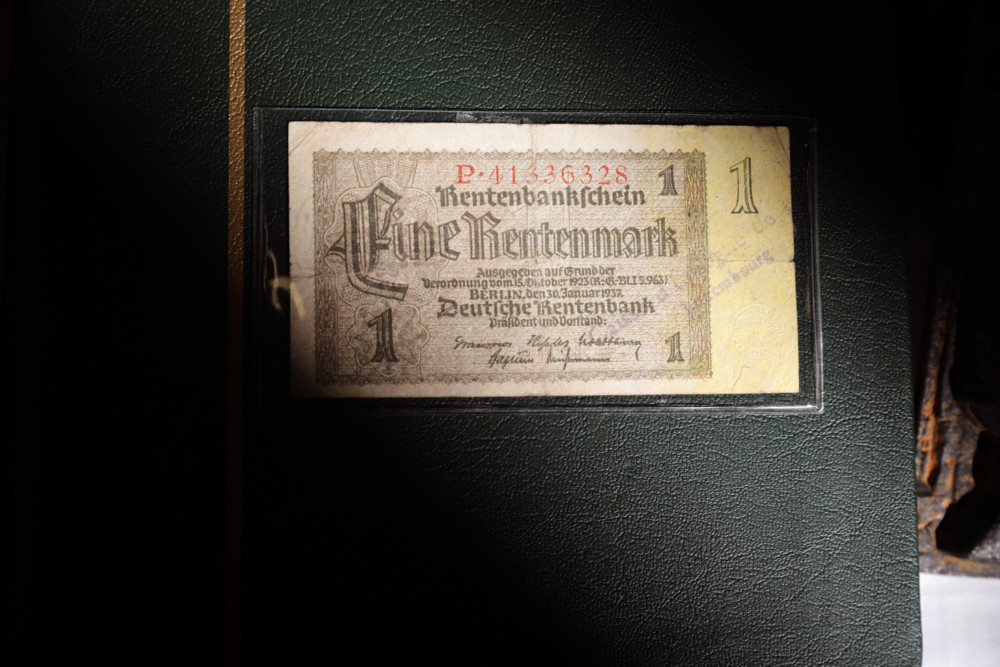 P·41336328
Rentenbankſchein 1
1
Eine Rentenmark
Ausgegeben auf Grund der
Verordnung vom 15. Oktober 1923 (R.-G.-Bl. I S. 963)
BERLIN, den 30. Januar 1937.
Deutſche Rentenbank
Präſident und Vorſtand:
1
1
Hamburg